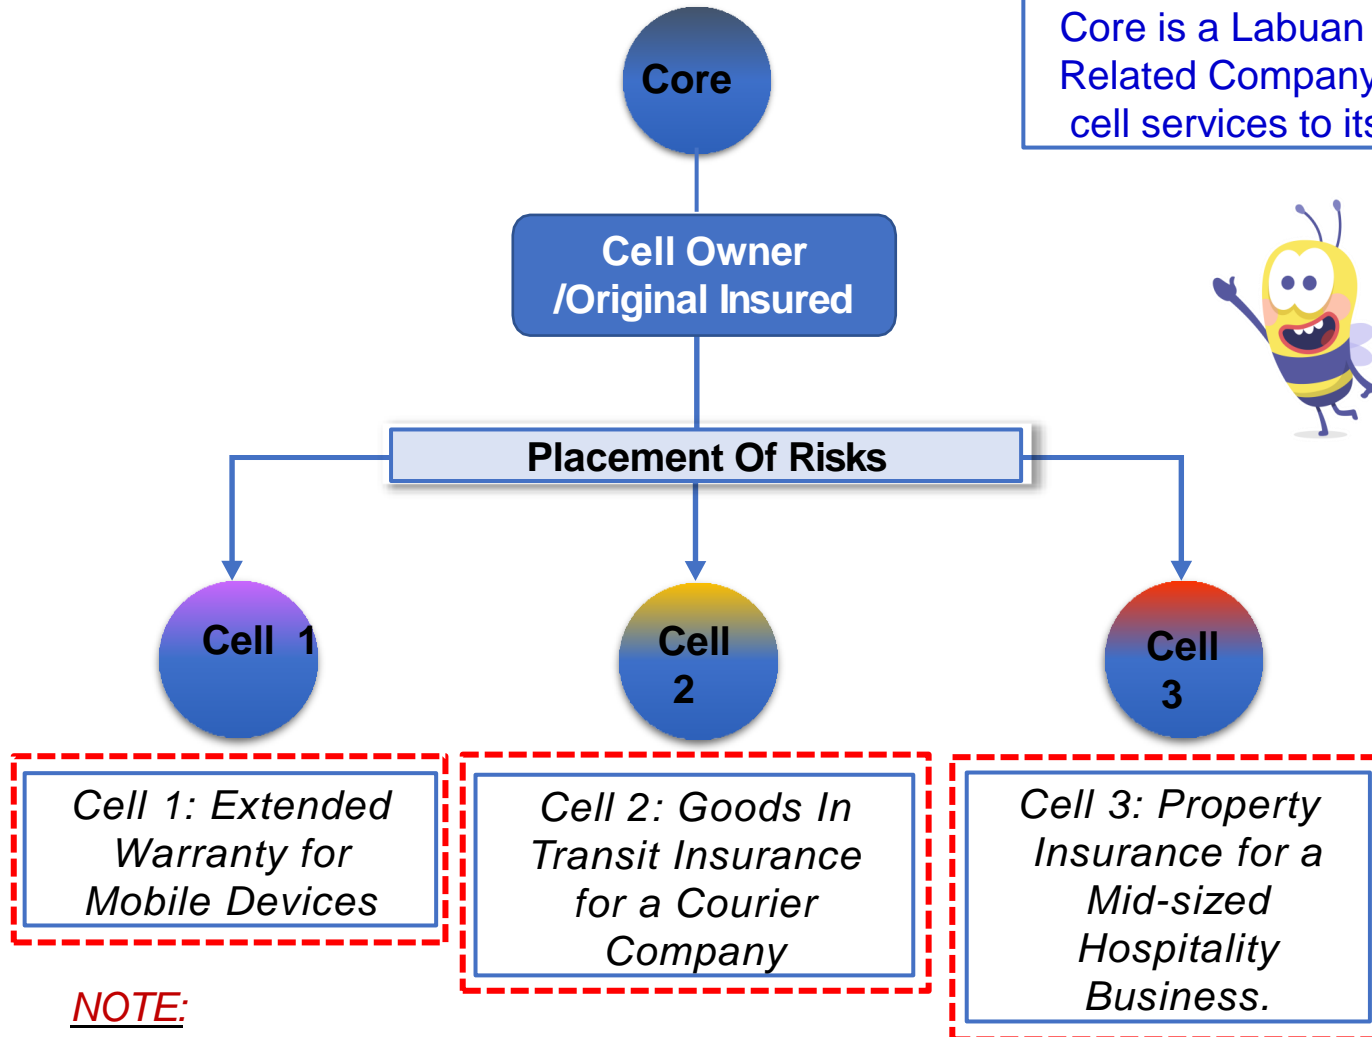 Core is a Labuan
Related Company
cell services to its
Core
Cell Owner
/Original Insured
Placement Of Risks
Cell 1
Cell
2
Cell
3
Cell 1: Extended
Warranty for
Mobile Devices
Cell 2: Goods In
Transit Insurance
for a Courier
Company
Cell 3: Property
Insurance for a
Mid-sized
Hospitality
Business.
NOTE: